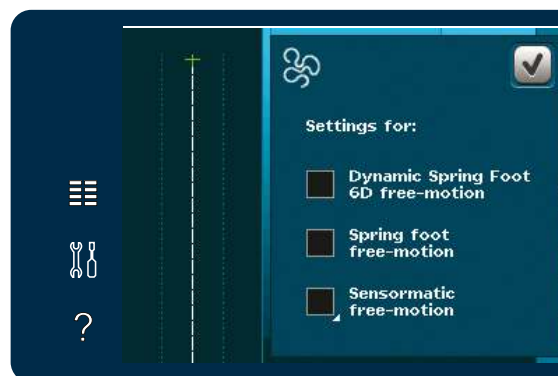 Settings for:
Dynamic Spring Foot
6D free-motion
Spring foot
free-motion
Sensormatic
free-motion
?